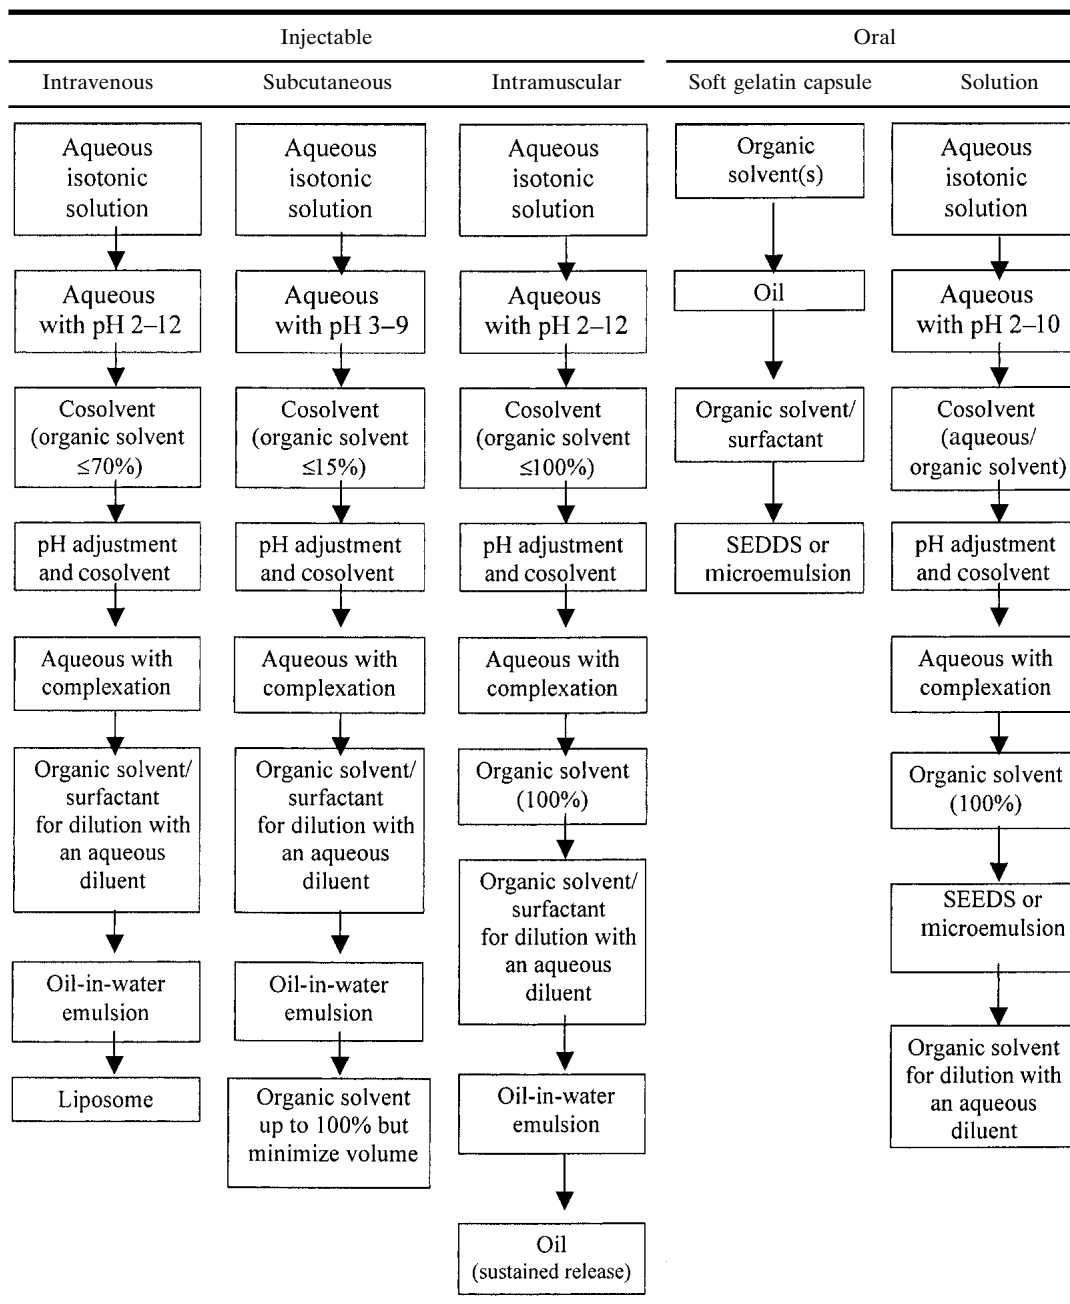 Injectable
Oral
Intravenous
Subcutaneous
Intramuscular
Soft gelatin capsule
Solution
Aqueous
isotonic
solution
Aqueous
with pH 2–12
Cosolvent
(organic solvent
≤70%)
pH adjustment
and cosolvent
Aqueous with
complexation
Organic solvent/
surfactant
for dilution with
an aqueous
diluent
Oil-in-water
emulsion
Liposome
Aqueous
isotonic
solution
Aqueous
with pH 3–9
Cosolvent
(organic solvent
≤15%)
pH adjustment
and cosolvent
Aqueous with
complexation
Organic solvent/
surfactant
for dilution with
an aqueous
diluent
Oil-in-water
emulsion
Organic solvent
up to 100% but
minimize volume
Aqueous
isotonic
solution
Aqueous
with pH 2–12
Cosolvent
(organic solvent
≤100%)
pH adjustment
and cosolvent
Aqueous with
complexation
Organic solvent
(100%)
Organic solvent/
surfactant
for dilution with
an aqueous
diluent
Oil-in-water
emulsion
Oil
(sustained release)
Organic
solvent(s)
Oil
Organic solvent/
surfactant
SEDDS or
microemulsion
Aqueous
isotonic
solution
Aqueous
with pH 2–10
Cosolvent
(aqueous/
organic solvent)
pH adjustment
and cosolvent
Aqueous with
complexation
Organic solvent
(100%)
SEEDS or
microemulsion
Organic solvent
for dilution with
an aqueous
diluent